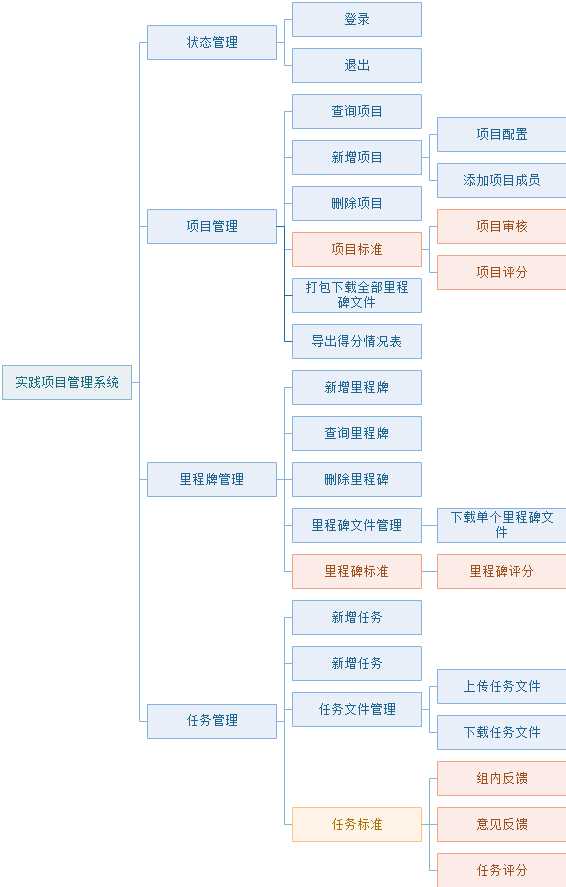 登录
状态管理
退出
查询项目
项目配置
新增项目
添加项目成员
删除项目
项目管理
项目审核
项目标准
项目评分
打包下载全部里程
碑文件
导出得分情况表
实践项目管理系统
新增里程牌
查询里程牌
里程牌管理
删除里程碑
里程碑文件管理
下载单个里程碑文
件
里程碑标准
里程碑评分
新增任务
新增任务
上传任务文件
任务文件管理
任务管理
下载任务文件
组内反馈
任务标准
意见反馈
任务评分